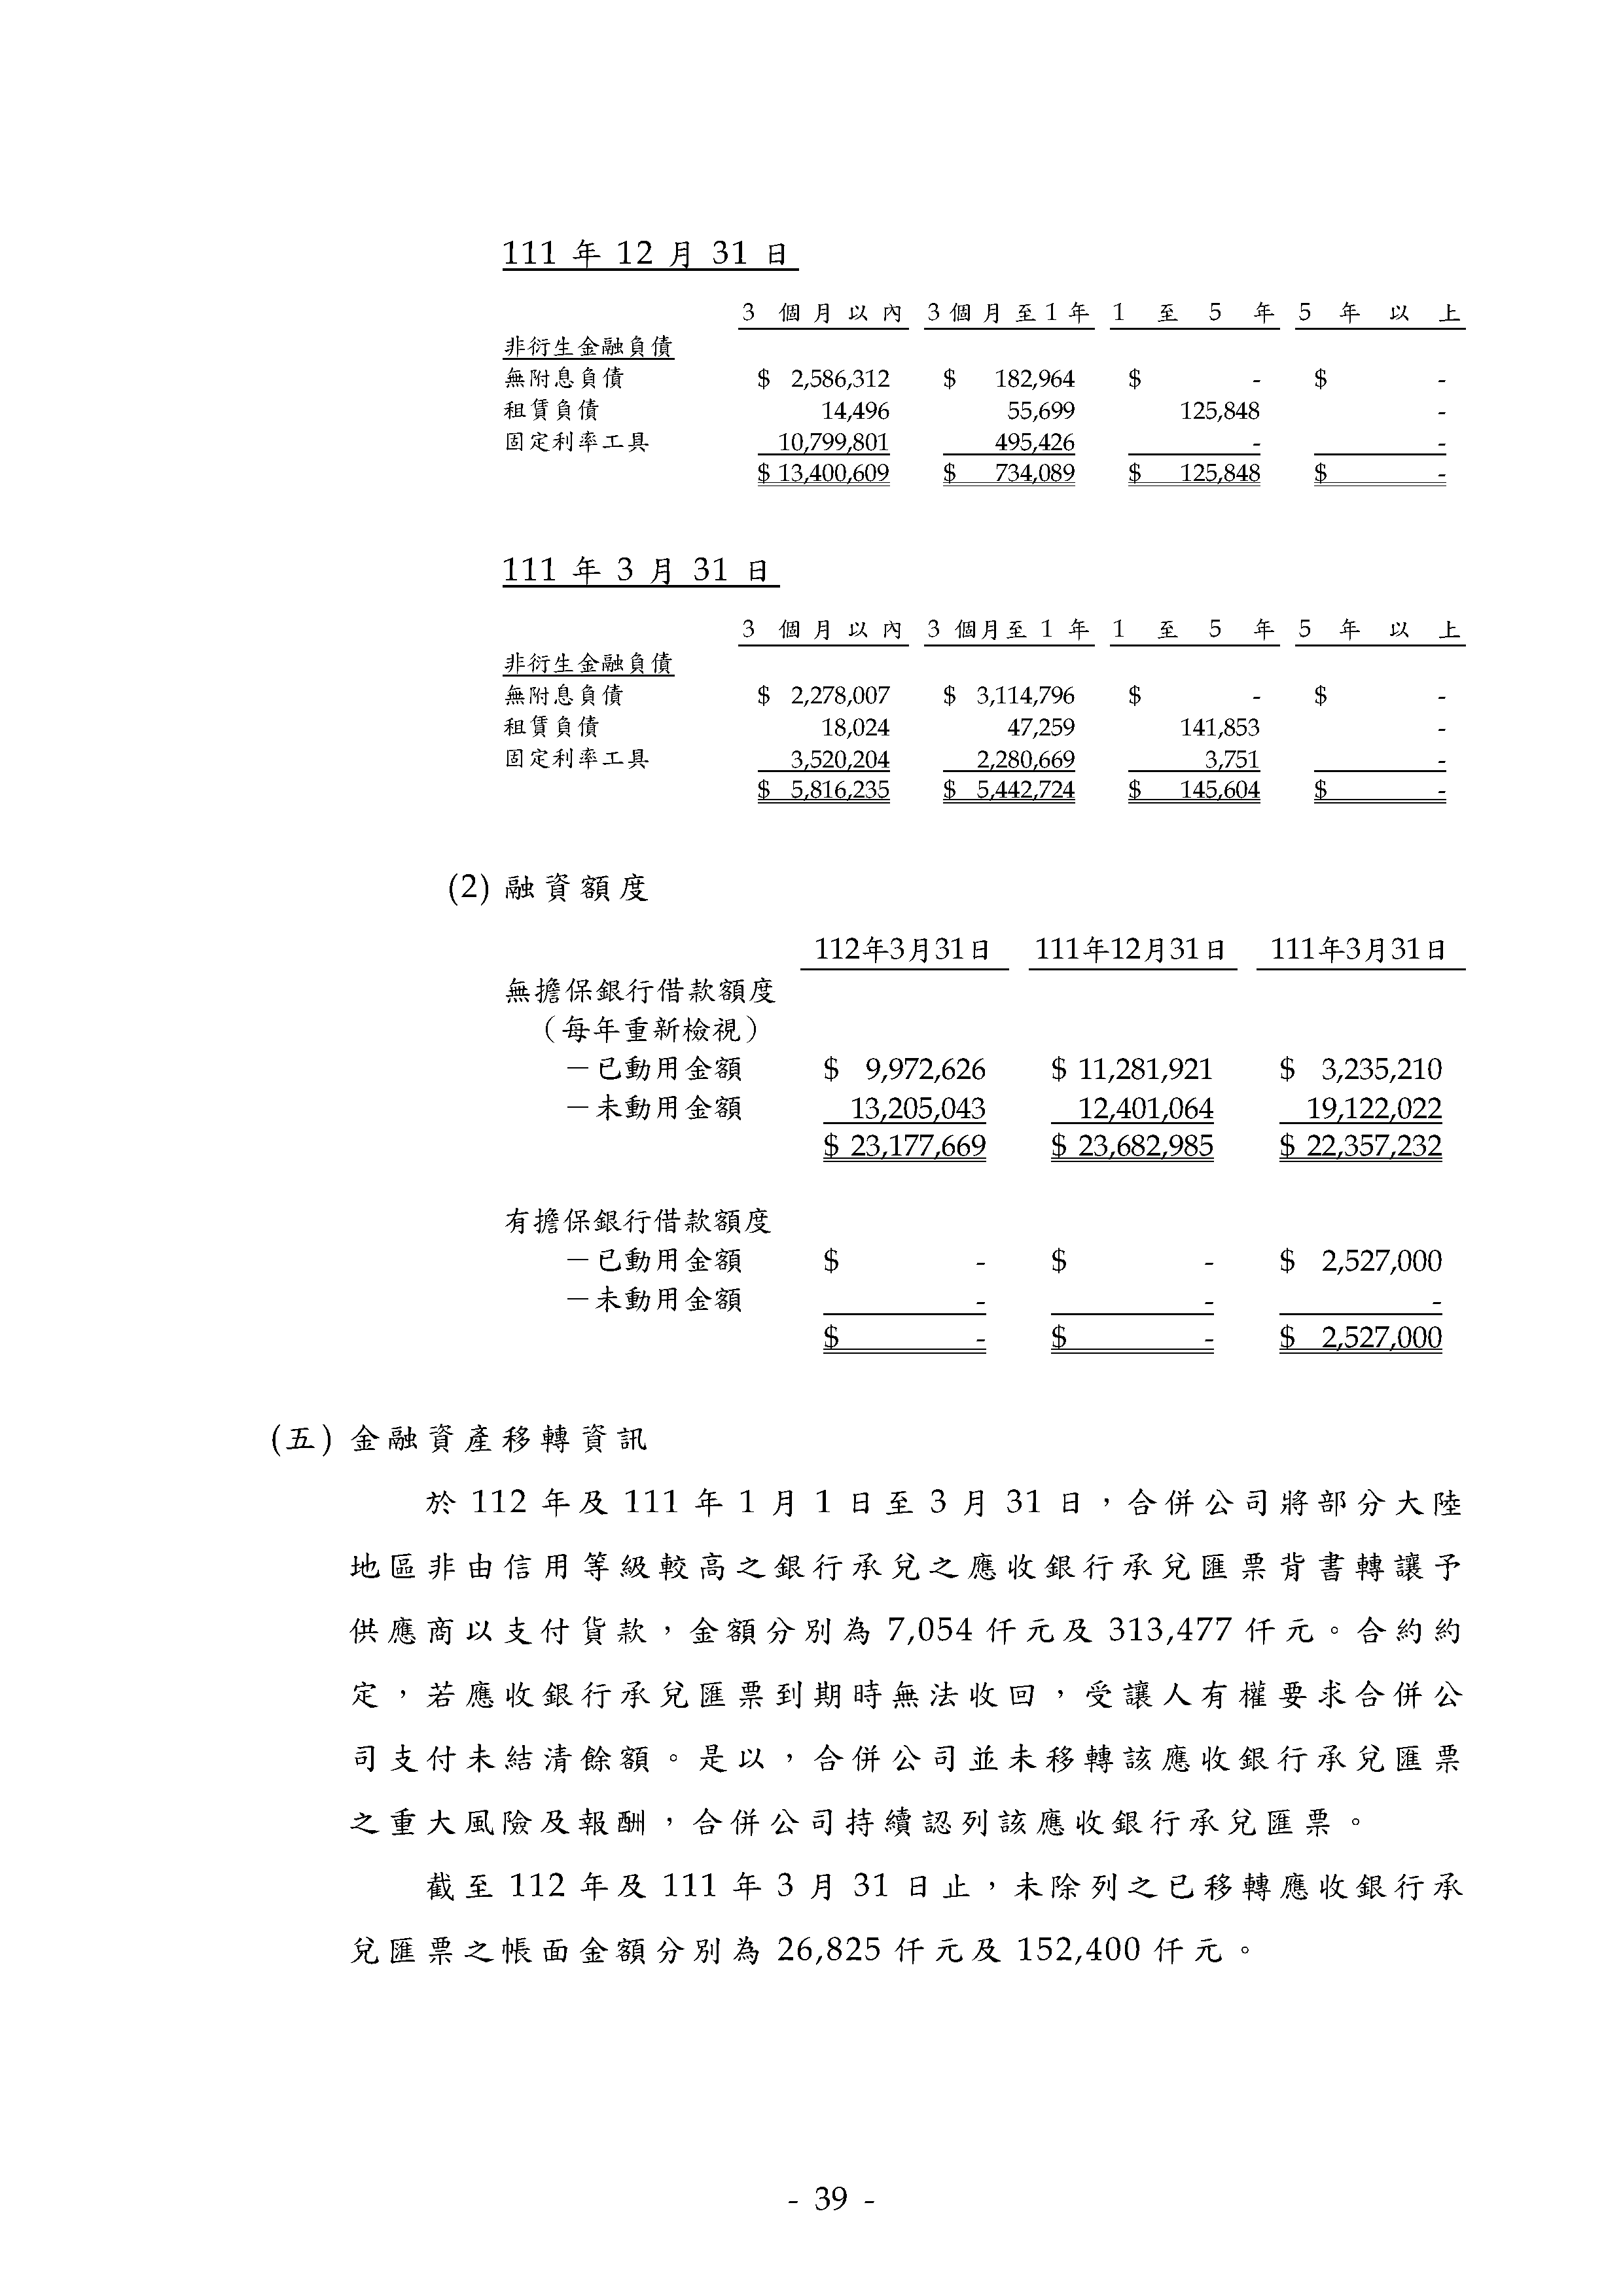 111 年 12 月 31 日
3 個月以內 3個月至1年 1 至 5 年 5 年 以 上
非衍生金融負債
無附息負債 $ 2,586,312 $ 182,964 $ - $ -
租賃負債 14,496 55,699 125,848 -
固定利率工具 10,799,801 495,426 - -
$ 13,400,609 $ 734,089 $ 125,848 $ -
111 年 3 月 31 日
3 個月以內 3 個月至 1 年 1 至 5 年 5 年 以 上
非衍生金融負債
無附息負債 $ 2,278,007 $ 3,114,796 $ - $ -
租賃負債 18,024 47,259 141,853 -
固定利率工具 3,520,204 2,280,669 3,751 -
$ 5,816,235 $ 5,442,724 $ 145,604 $ -
(2) 融資額度
112年3月31日 111年12月31日 111年3月31日
無擔保銀行借款額度
（每年重新檢視）
－已動用金額 $ 9,972,626 $ 11,281,921 $ 3,235,210
－未動用金額 13,205,043 12,401,064 19,122,022
$ 23,177,669 $ 23,682,985 $ 22,357,232
有擔保銀行借款額度
－已動用金額 $ - $ - $ 2,527,000
－未動用金額 - - -
$ - $ - $ 2,527,000
(五) 金融資產移轉資訊
於 112 年及 111 年 1 月 1 日至 3 月 31 日，合併公司將部分大陸
地區非由信用等級較高之銀行承兌之應收銀行承兌匯票背書轉讓予
供應商以支付貨款，金額分別為 7,054 仟元及 313,477 仟元。合約約
定，若應收銀行承兌匯票到期時無法收回，受讓人有權要求合併公
司支付未結清餘額。是以，合併公司並未移轉該應收銀行承兌匯票
之重大風險及報酬，合併公司持續認列該應收銀行承兌匯票。
截至 112 年及 111 年 3 月 31 日止，未除列之已移轉應收銀行承
兌匯票之帳面金額分別為 26,825 仟元及 152,400 仟元。
- 39 -